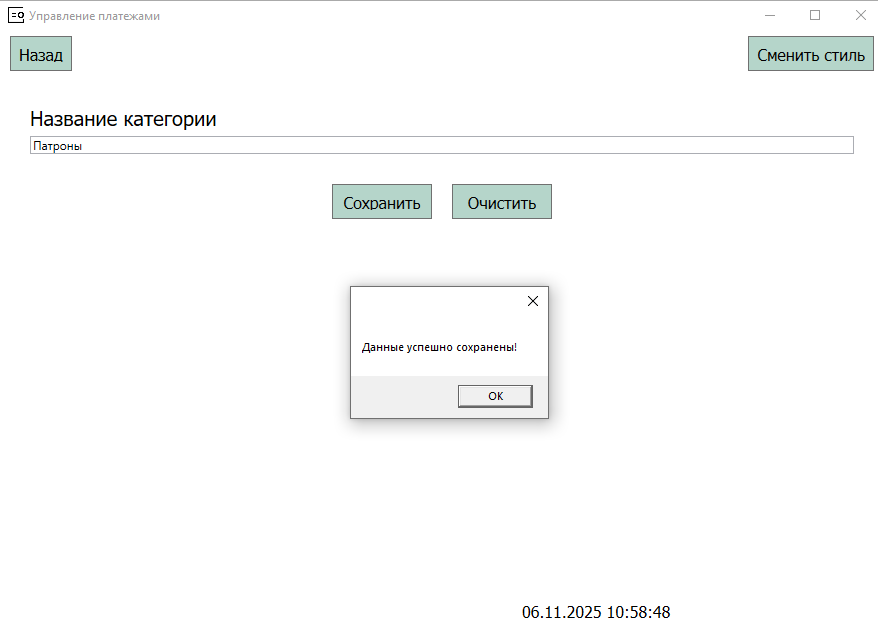 Управление платежами
Назад
Сменить стиль
Название категории
Патроны
Сохранить
Очистить
Данные успешно сохранены!
OK
06.11.2025 10:58:48